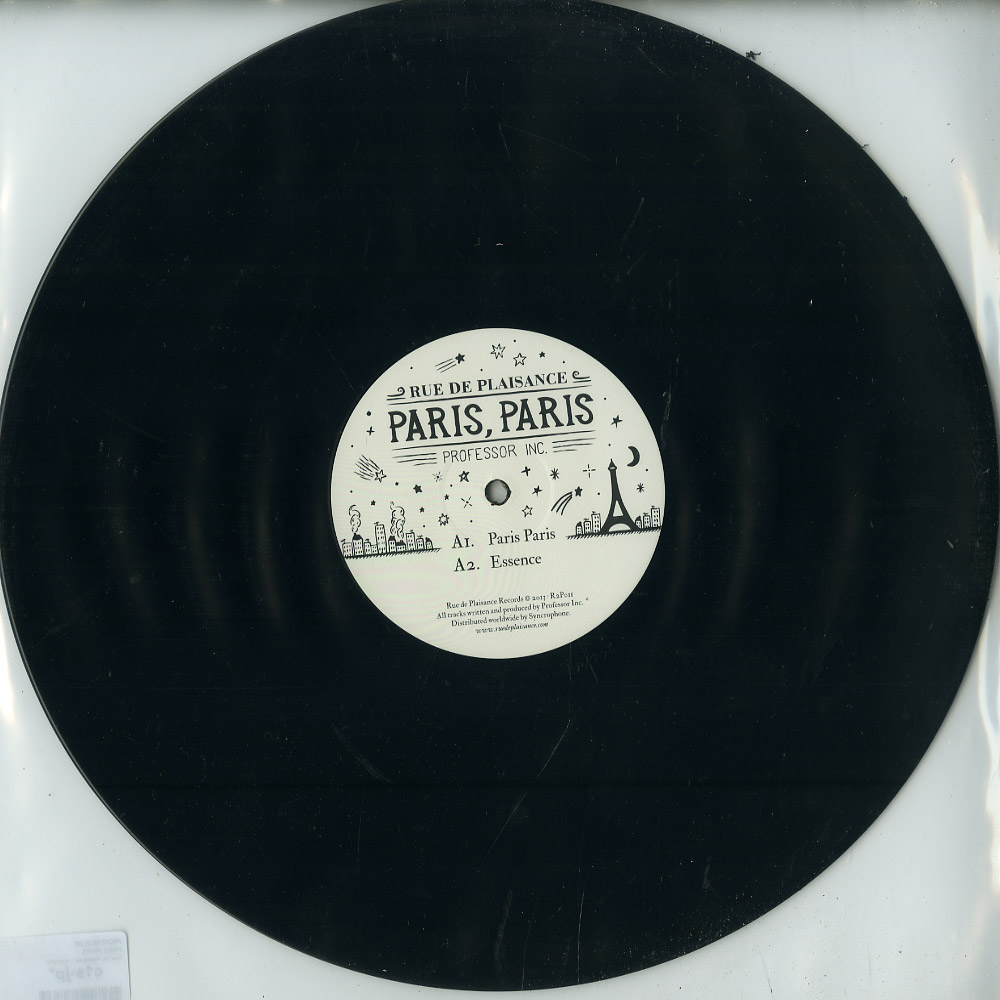 RUE DE PLAISANCE
PARIS, PARIS
PROFESSOR INC.
A1. Paris Paris
A2. Essence
Rue de Plaisance Records © 2013 · R2P011
All tracks written and produced by Professor Inc.
Distributed worldwide by Syncrophone.
www.ruedeplaisance.com